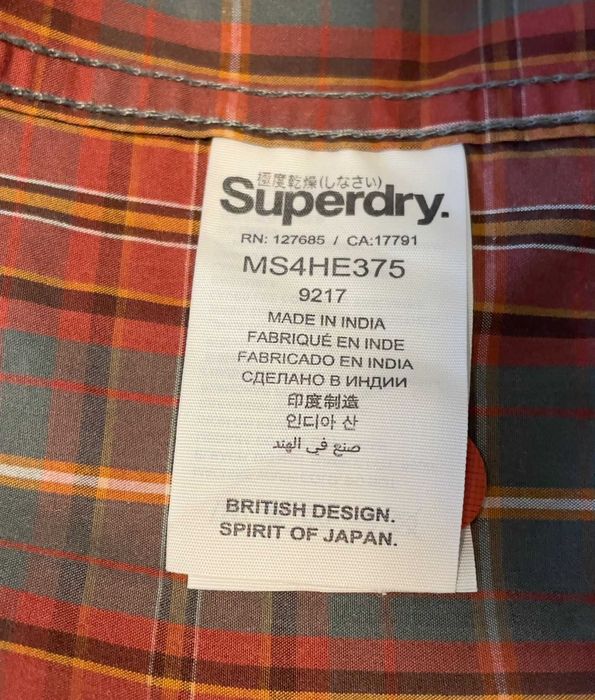 極度乾燥(しなさい)
Superdry.
RN: 127685 / CA:17791
MS4HE375
9217
MADE IN INDIA
FABRIQUÉ EN INDE
FABRICADO EN INDIA
СДЕЛАНО В ИНДИИ
印度制造
인디아 산
صنع في الهند
BRITISH DESIGN.
SPIRIT OF JAPAN.